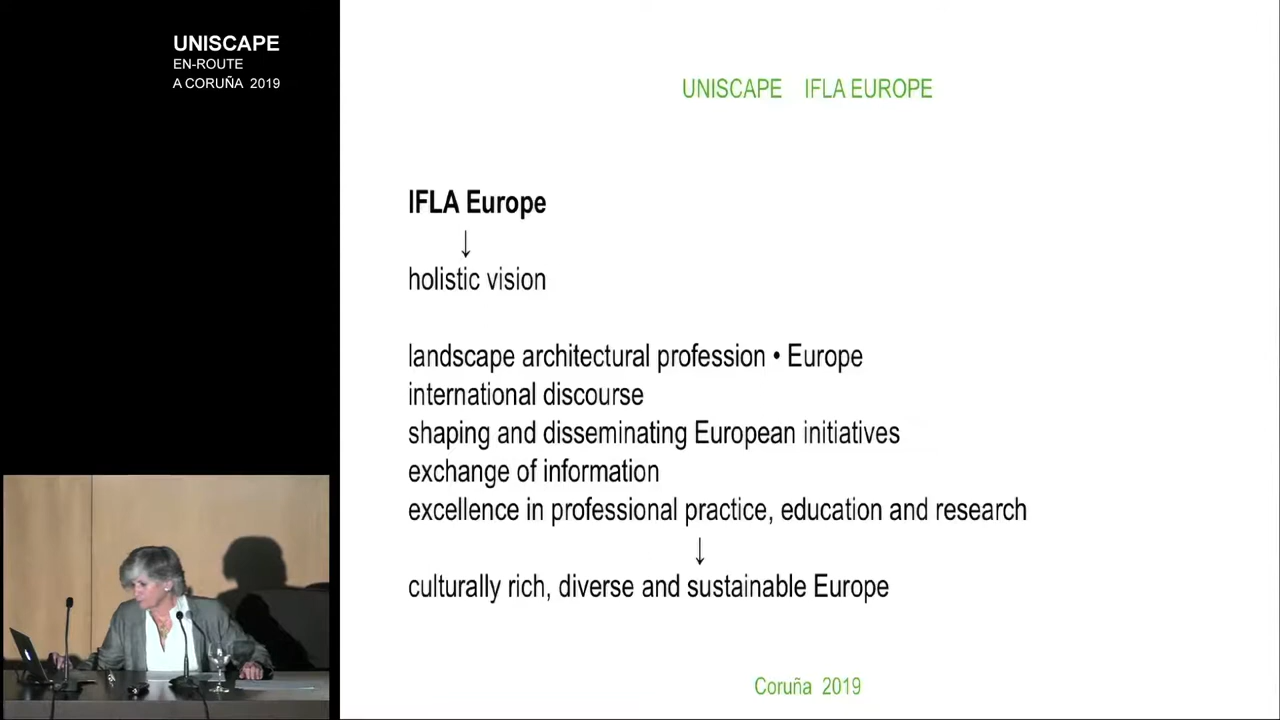 UNISCAPE
EN-ROUTE
A CORUÑA 2019
UNISCAPE IFLA EUROPE
IFLA Europe
↓
holistic vision
landscape architectural profession • Europe
international discourse
shaping and disseminating European initiatives
exchange of information
excellence in professional practice, education and research
↓
culturally rich, diverse and sustainable Europe
Coruña 2019